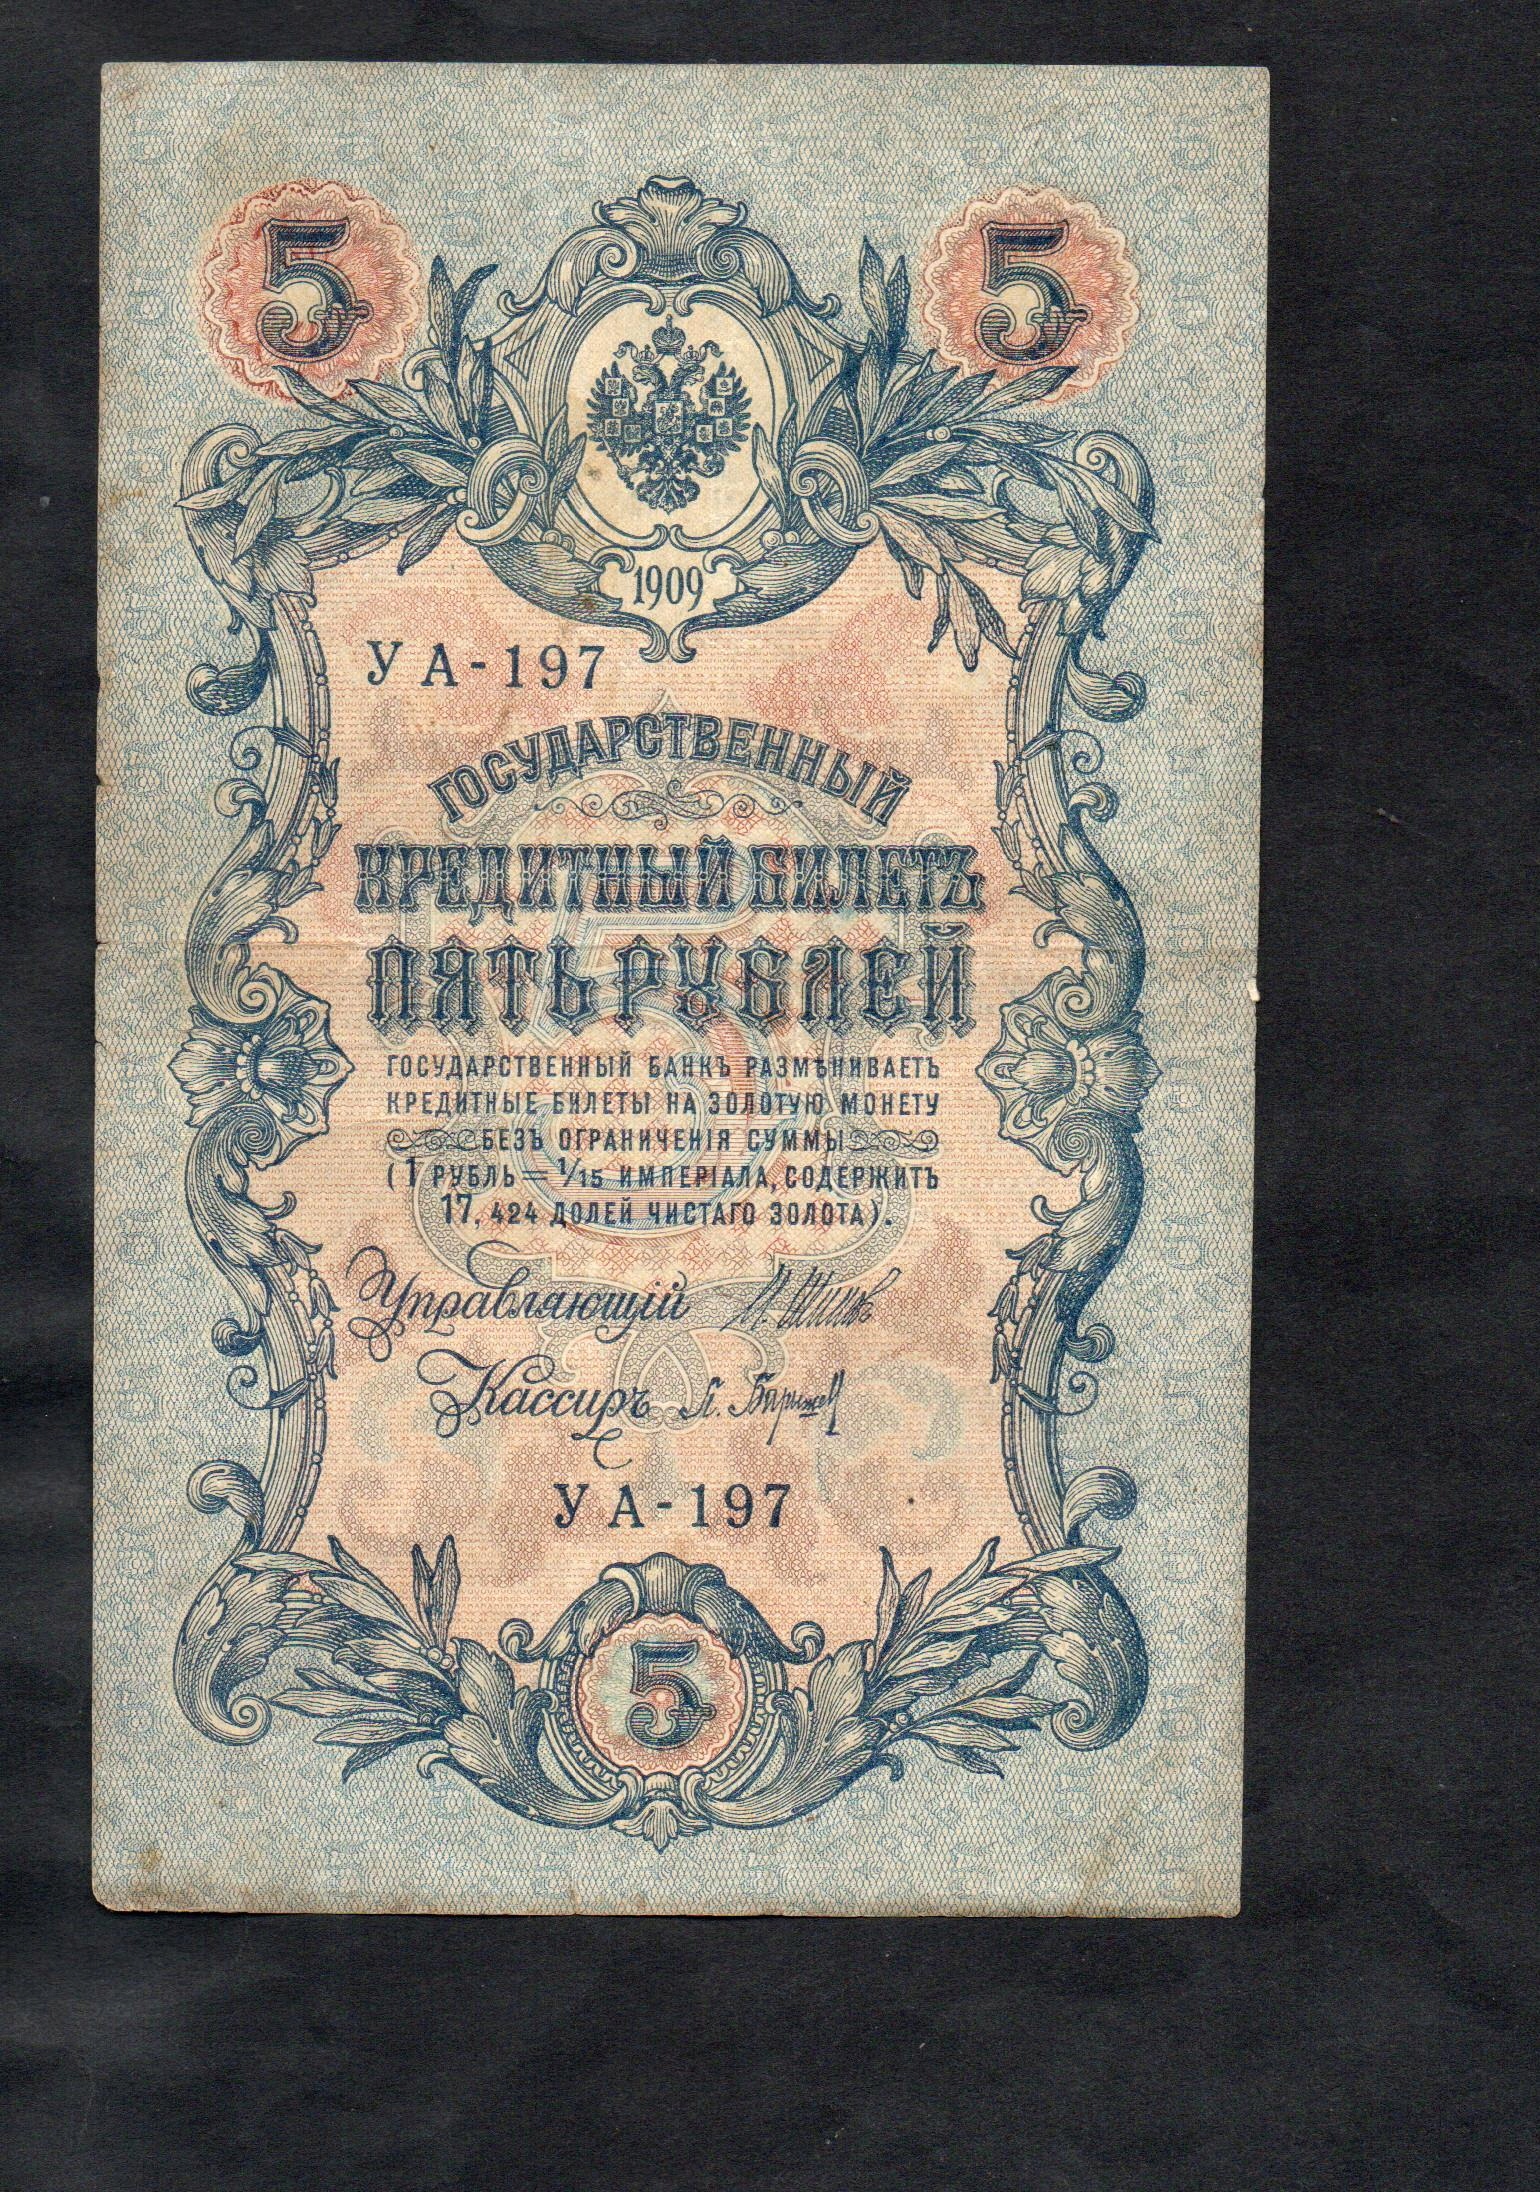 5 5
1909
УА-197
ГОСУДАРСТВЕННЫЙ
КРЕДИТНЫЙ БИЛЕТЪ
ПЯТЬ РУБЛЕЙ
ГОСУДАРСТВЕННЫЙ БАНКЪ РАЗМѢНИВАЕТЪ
КРЕДИТНЫЕ БИЛЕТЫ НА ЗОЛОТУЮ МОНЕТУ
БЕЗЪ ОГРАНИЧЕНІЯ СУММЫ
(1 РУБЛЬ = 1/15 ИМПЕРІАЛА, СОДЕРЖИТЪ
17,424 ДОЛЕЙ ЧИСТАГО ЗОЛОТА).
Управляющій И. Шипов
Кассиръ
УА-197
5